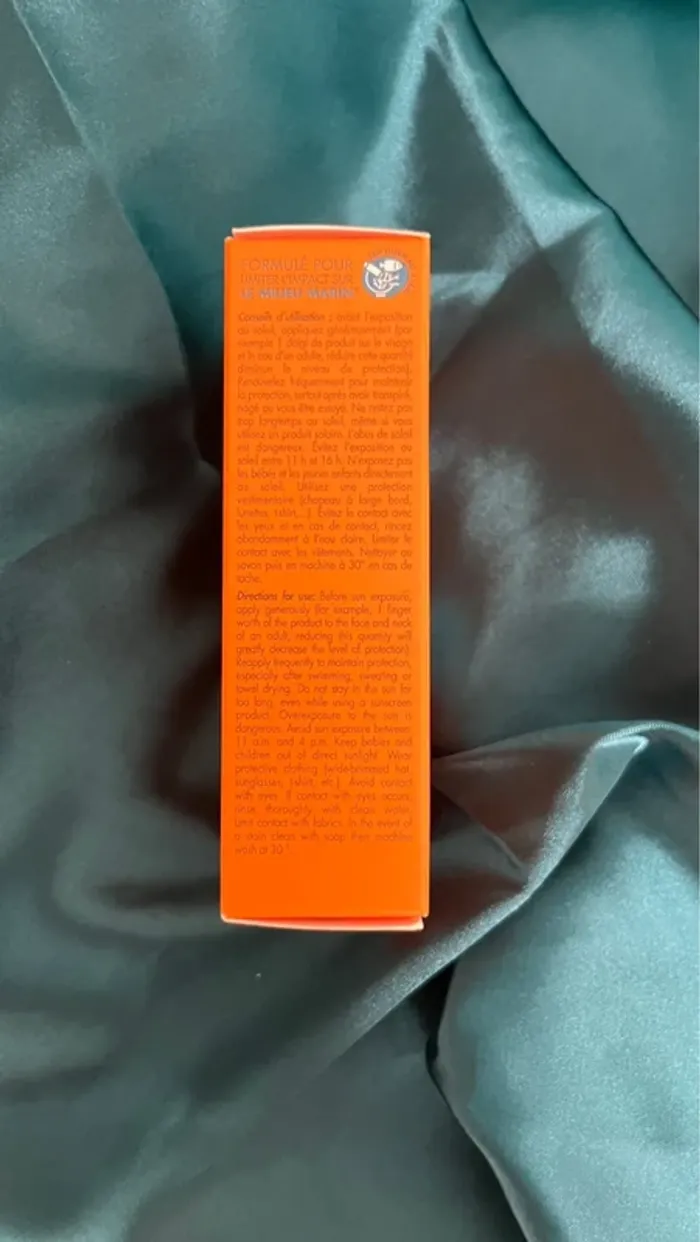 FORMULÉ POUR
LIMITER L'IMPACT SUR
LE MILIEU MARIN
Conseils d'utilisation : avant l'exposition
au soleil, appliquez généreusement (par
exemple 1 doigt de produit sur le visage
et le cou d'un adulte, réduire cette quantité
diminue le niveau de protection).
Renouvelez fréquemment pour maintenir
la protection, surtout après avoir transpiré,
nagé ou vous être essuyé. Ne restez pas
trop longtemps au soleil, même si vous
utilisez un produit solaire. L'abus de soleil
est dangereux. Évitez l'exposition au
soleil entre 11 h et 16 h. N'exposez pas
les bébés et les jeunes enfants directement
au soleil. Utilisez une protection
vestimentaire (chapeau à large bord,
lunettes, t-shirt,...). Évitez le contact avec
les yeux et en cas de contact, rincez
abondamment à l'eau claire. Limiter le
contact avec les vêtements. Nettoyer au
savon puis en machine à 30° en cas de
tache.
Directions for use: Before sun exposure,
apply generously (for example, 1 finger
worth of the product to the face and neck
of an adult, reducing this quantity will
greatly decrease the level of protection).
Reapply frequently to maintain protection,
especially after swimming, sweating or
towel drying. Do not stay in the sun for
too long, even while using a sunscreen
product. Overexposure to the sun is
dangerous. Avoid sun exposure between
11 a.m. and 4 p.m. Keep babies and
children out of direct sunlight. Wear
protective clothing (wide-brimmed hat,
sunglasses, t-shirt, etc.). Avoid contact
with eyes. If contact with eyes occurs,
rinse thoroughly with clean water.
Limit contact with fabrics. In the event of
a stain clean with soap then machine
wash at 30°.